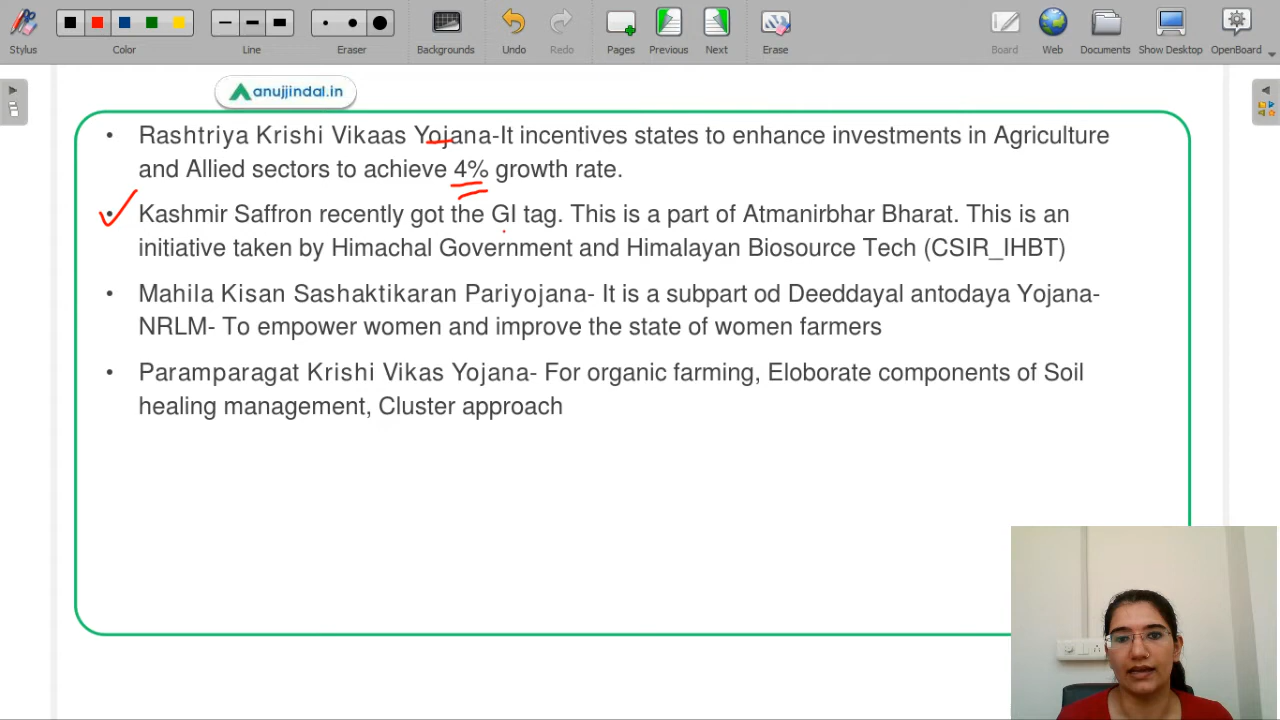 Stylus
Color
Line
Eraser
Backgrounds
Undo
Redo
Pages
Previous
Next
Erase
Board
Web
Documents
Show Desktop
OpenBoard
anujjindal.in
• Rashtriya Krishi Vikaas Yojana-It incentives states to enhance investments in Agriculture
and Allied sectors to achieve 4% growth rate.
• Kashmir Saffron recently got the GI tag. This is a part of Atmanirbhar Bharat. This is an
initiative taken by Himachal Government and Himalayan Biosource Tech (CSIR_IHBT)
• Mahila Kisan Sashaktikaran Pariyojana- It is a subpart od Deeddayal antodaya Yojana-
NRLM- To empower women and improve the state of women farmers
• Paramparagat Krishi Vikas Yojana- For organic farming, Eloborate components of Soil
healing management, Cluster approach